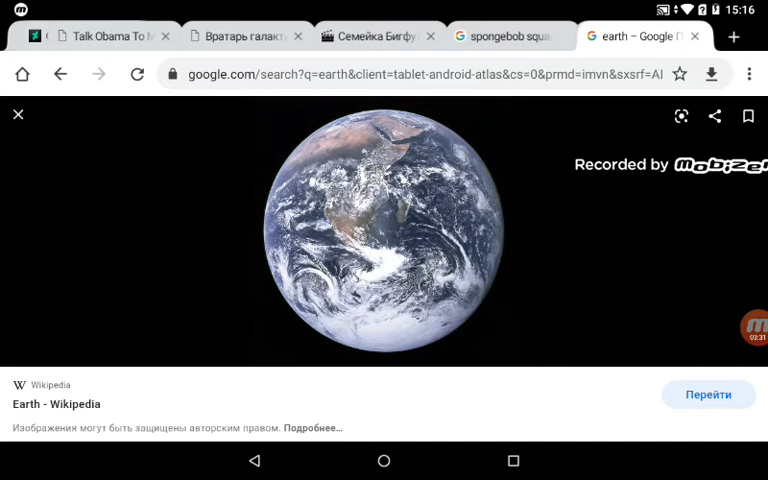 15:16
Talk Obama To
Вратарь галакт
Семейка Бигфу
spongebob squa
earth – Google П
google.com/search?q=earth&client=tablet-android-atlas&cs=0&prmd=imvn&sxsrf=AI
Recorded by mobizen
03:31
W Wikipedia
Earth - Wikipedia
Перейти
Изображения могут быть защищены авторским правом. Подробнее...